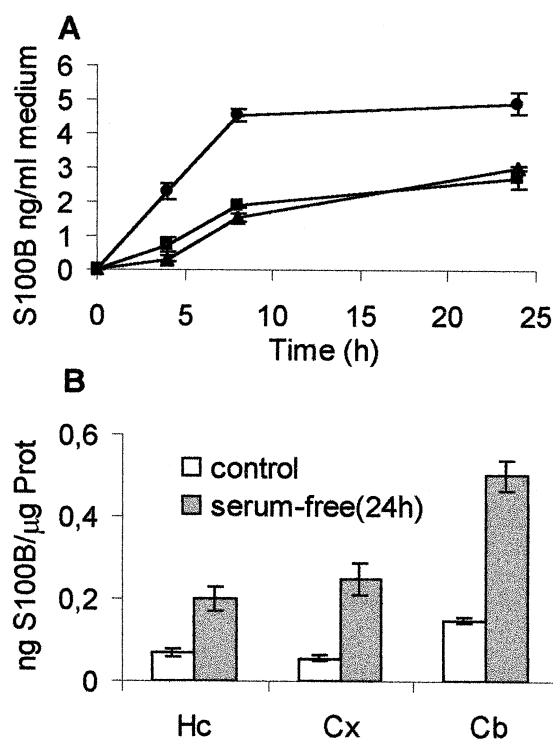 A
S100B ng/ml medium
6
5
4
3
2
1
0
0 5 10 15 20 25
Time (h)
B
ng S100B/µg Prot
0,6
0,4
0,2
0
control
serum-free(24h)
Hc Cx Cb